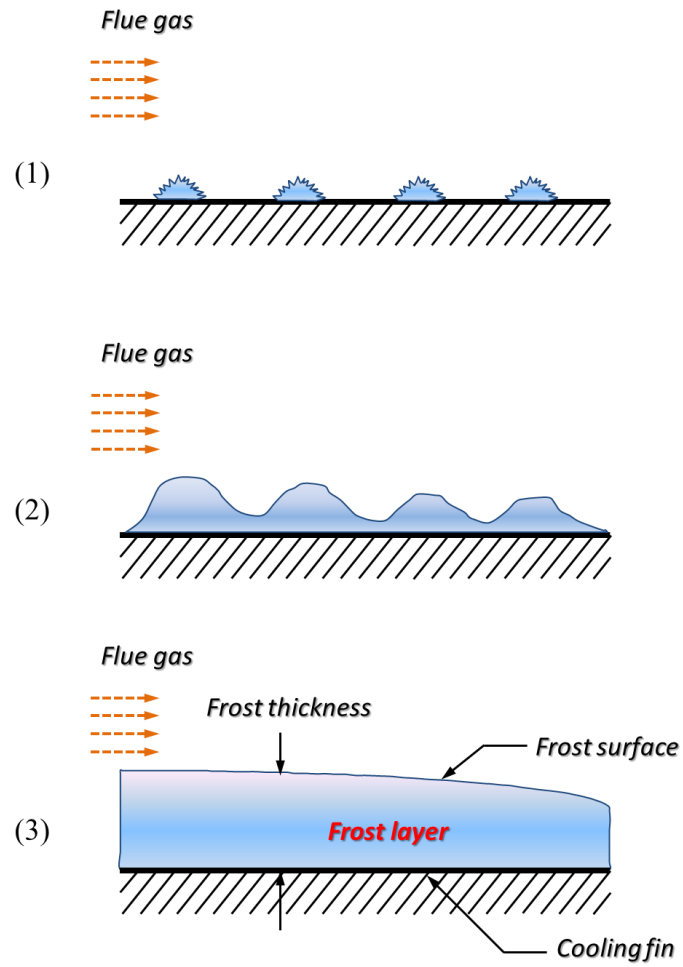 Flue gas
(1)
Flue gas
(2)
Flue gas
Frost thickness
Frost surface
(3)
Frost layer
Cooling fin